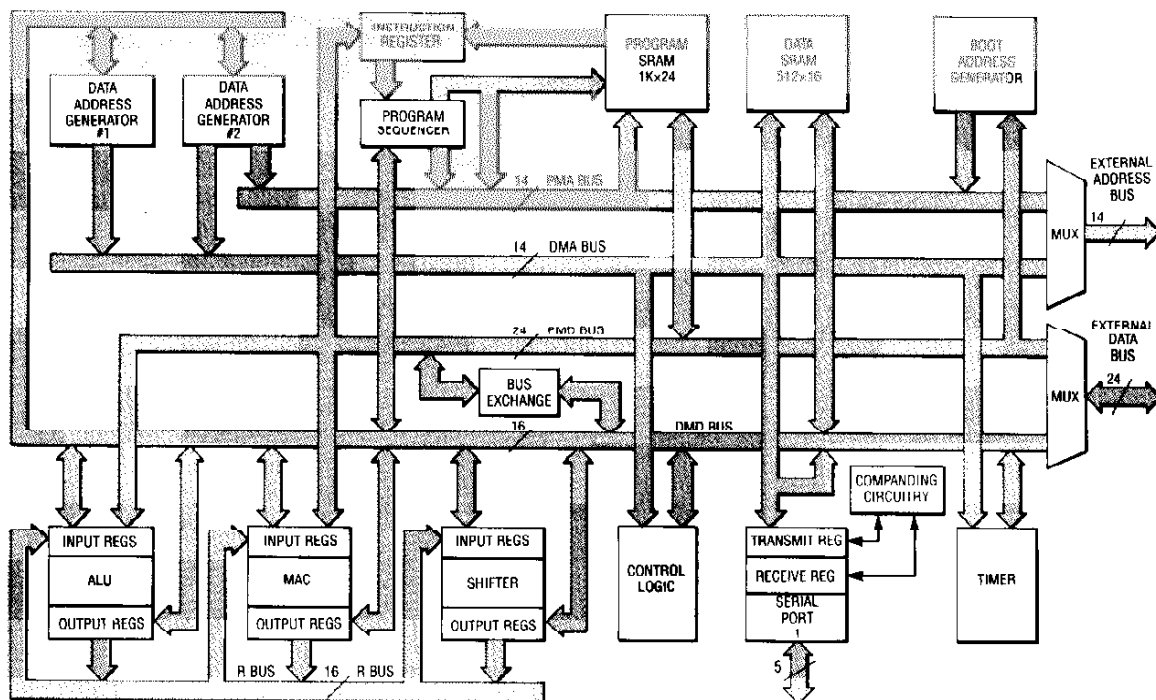 INSTRUCTION
REGISTER
PROGRAM
SRAM
1K×24
DATA
SRAM
512×16
BOOT
ADDRESS
GENERATOR
DATA
ADDRESS
GENERATOR
#1
DATA
ADDRESS
GENERATOR
#2
PROGRAM
SEQUENCER
14
PMA BUS
EXTERNAL
ADDRESS
BUS
14
MUX
14
DMA BUS
24
PMD BUS
EXTERNAL
DATA
BUS
24
MUX
BUS
EXCHANGE
16
DMD BUS
COMPANDING
CIRCUITRY
INPUT REGS
ALU
OUTPUT REGS
INPUT REGS
MAC
OUTPUT REGS
INPUT REGS
SHIFTER
OUTPUT REGS
CONTROL
LOGIC
TRANSMIT REG
RECEIVE REG
SERIAL
PORT
1
TIMER
R BUS
16
R BUS
5